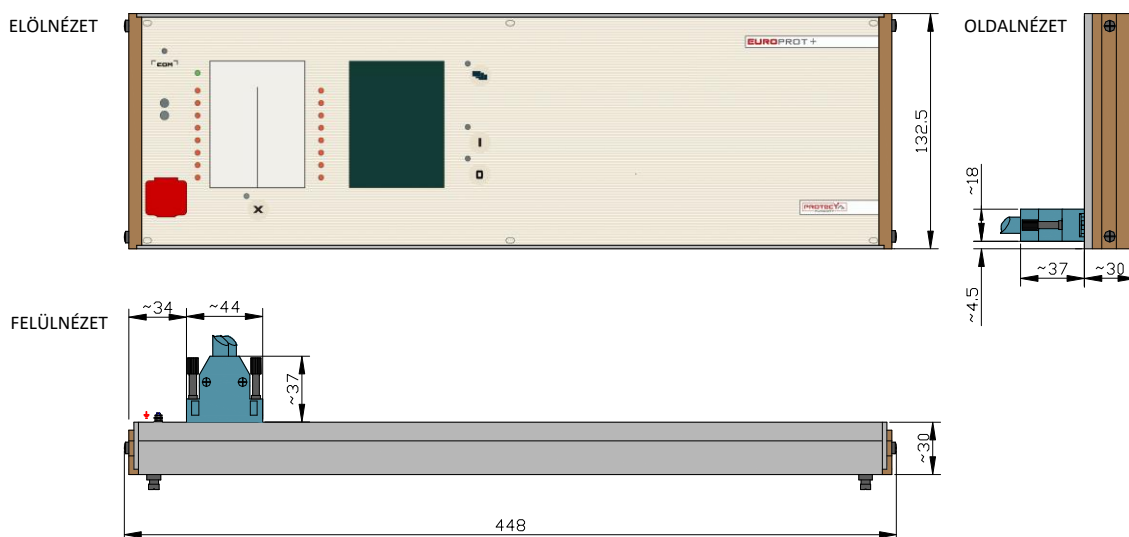 ELÖLNÉZET
OLDALNÉZET
EUROPROT+
COM
132.5
~18
I
O
X
PROTECTA
~37
~30
~4.5
FELÜLNÉZET
~34
~44
~37
~30
448